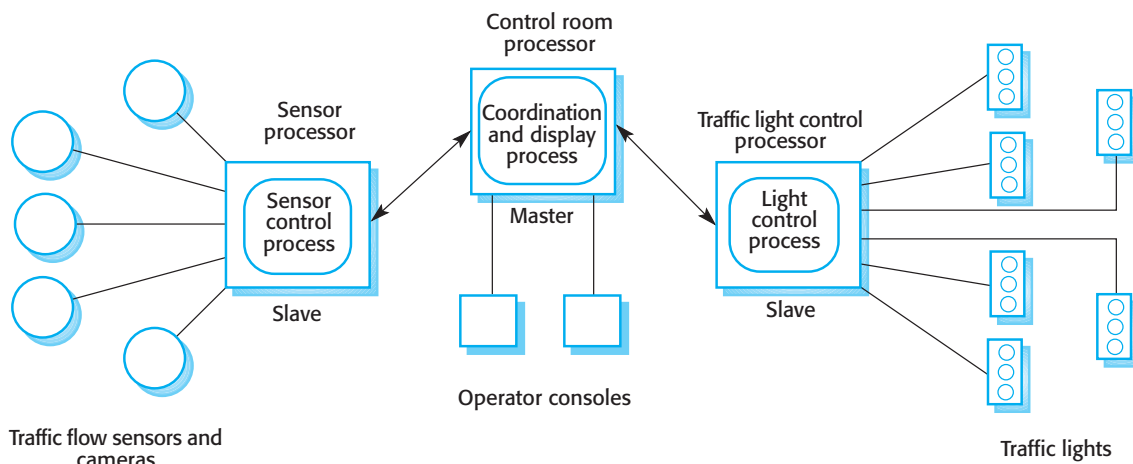 Control room
processor
Sensor
processor
Coordination
and display
process
Traffic light control
processor
Sensor
control
process
Master
Light
control
process
Slave
Slave
Operator consoles
Traffic flow sensors and
cameras
Traffic lights